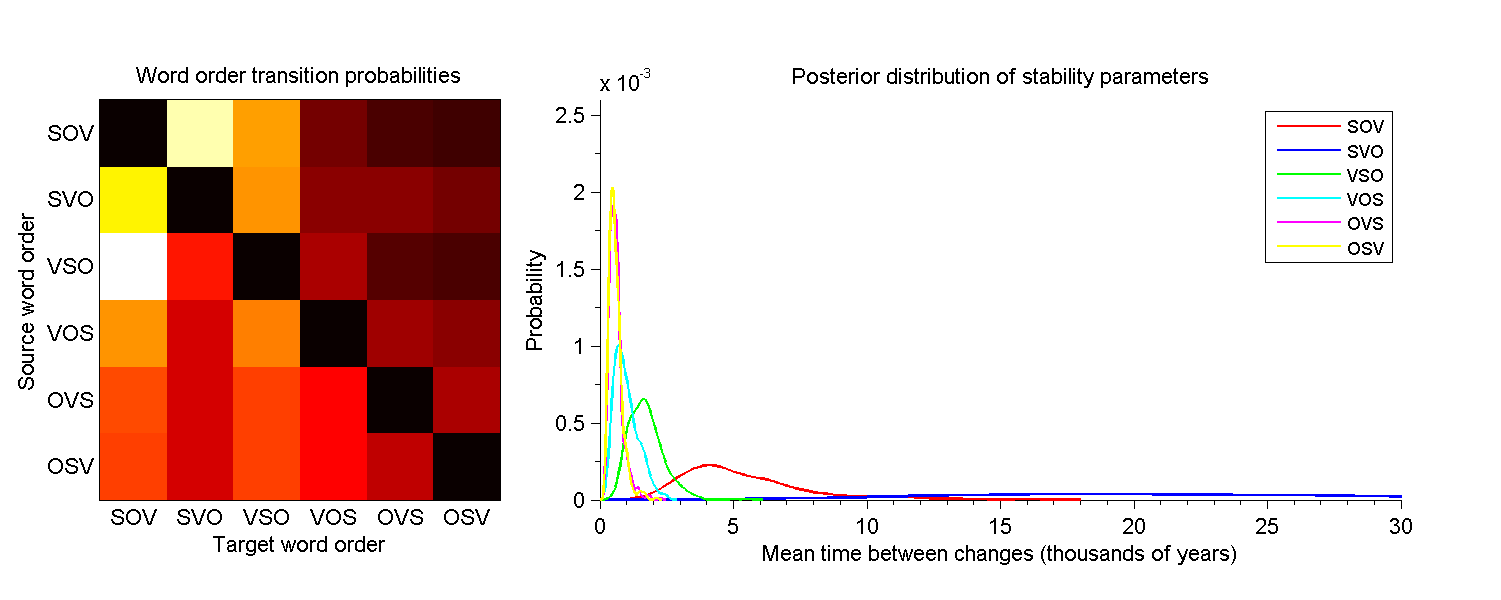 Word order transition probabilities
SOV
SVO
VSO
VOS
OVS
OSV
Source word order
SOV SVO VSO VOS OVS OSV
Target word order
Posterior distribution of stability parameters
x 10-3
2.5
2
1.5
1
0.5
0
Probability
0 5 10 15 20 25 30
Mean time between changes (thousands of years)
SOV
SVO
VSO
VOS
OVS
OSV